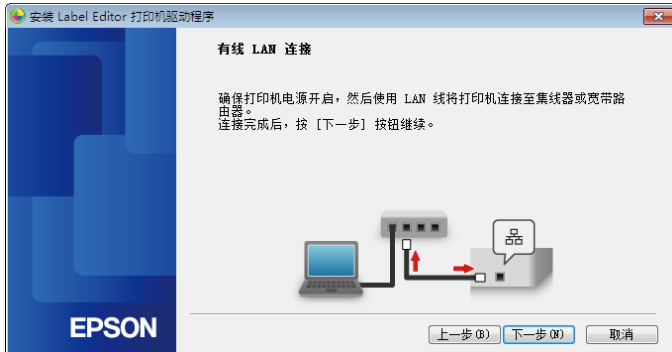 安装 Label Editor 打印机驱动程序
有线 LAN 连接
确保打印机电源开启，然后使用 LAN 线将打印机连接至集线器或宽带路
由器。
连接完成后，按 [下一步] 按钮继续。
EPSON
上一步(B) 下一步(N) 取消